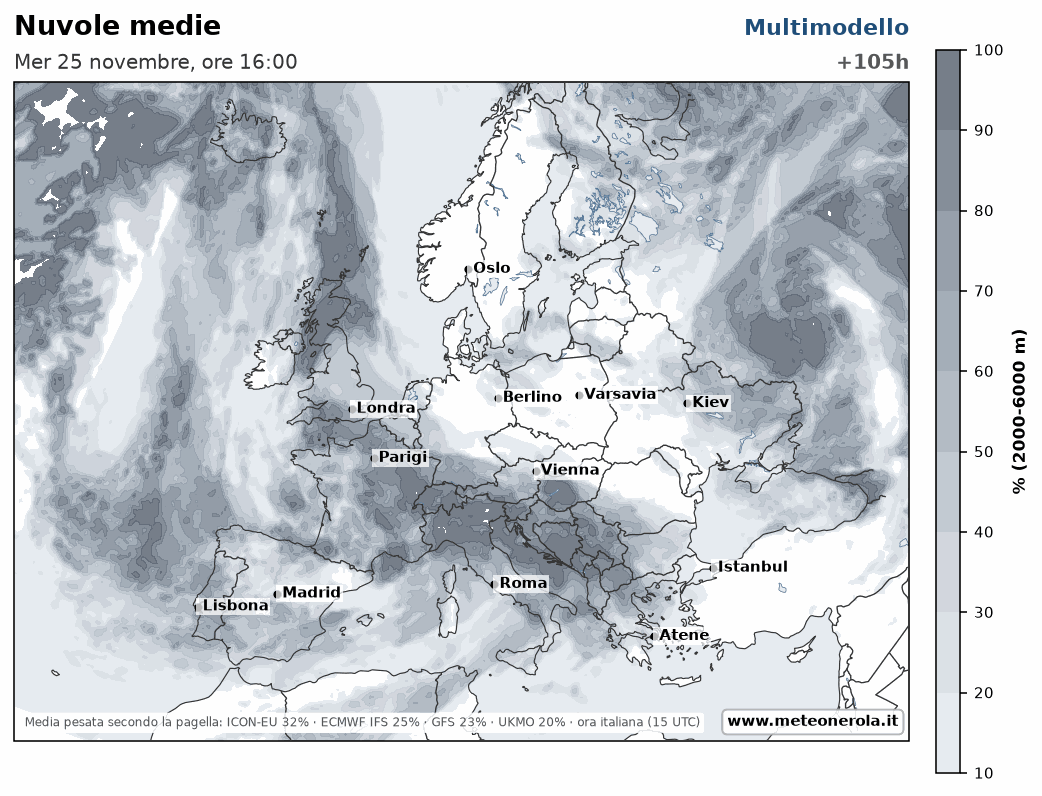 Nuvole medie
Multimodello
Mer 25 novembre, ore 16:00
+105h
100
90
80
70
60
50
40
30
20
10
% (2000-6000 m)
Oslo
Berlino
Varsavia
Kiev
Londra
Parigi
Vienna
Istanbul
Roma
Madrid
Lisbona
Atene
Media pesata secondo la pagella: ICON-EU 32% · ECMWF IFS 25% · GFS 23% · UKMO 20% · ora italiana (15 UTC)
www.meteonerola.it